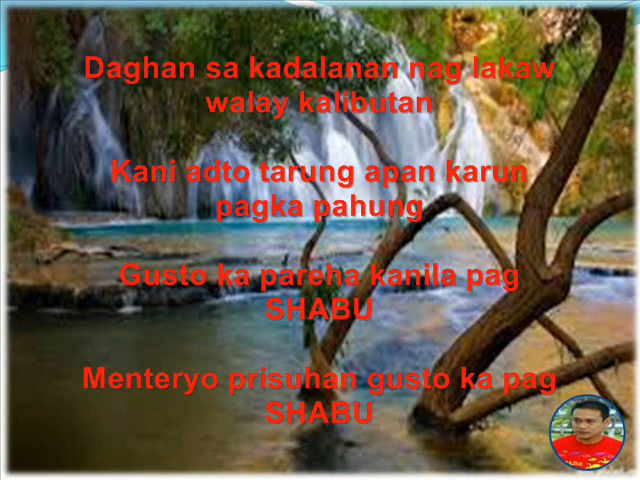 Daghan sa kadalanan nag lakaw
walay kalibutan
Kani adto tarung apan karun
pagka pahung
Gusto ka pareha kanila pag
SHABU
Menteryo prisuhan gusto ka pag
SHABU